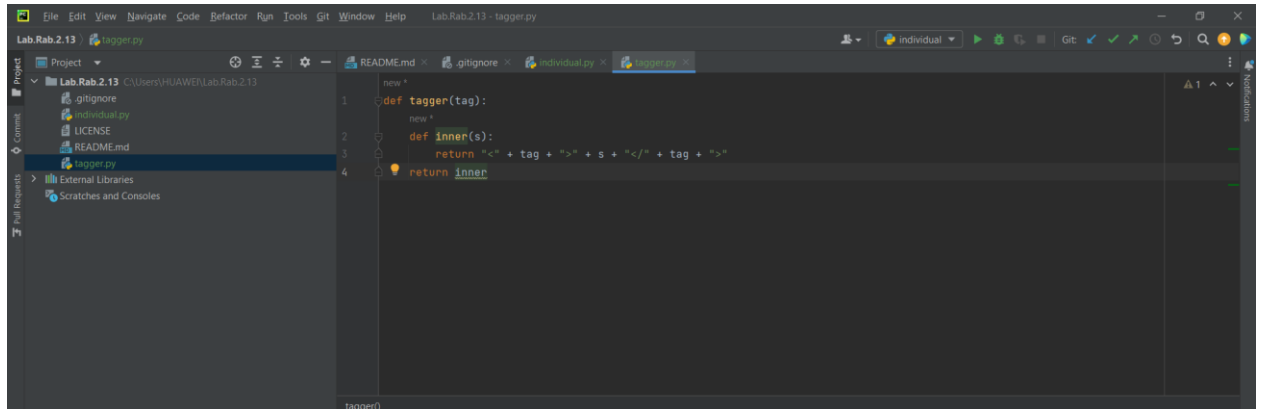 File Edit View Navigate Code Refactor Run Tools Git Window Help Lab.Rab.2.13 - tagger.py
Lab.Rab.2.13 tagger.py individual Git:
Project README.md .gitignore individual.py tagger.py
Lab.Rab.2.13 C:\Users\HUAWEI\Lab.Rab.2.13
.gitignore
individual.py
LICENSE
README.md
tagger.py
External Libraries
Scratches and Consoles
Project
Commit
Pull Requests
new *
1 def tagger(tag):
new *
2 def inner(s):
3 return "<" + tag + ">" + s + "</" + tag + ">"
4 return inner
1
Notifications
tagger()